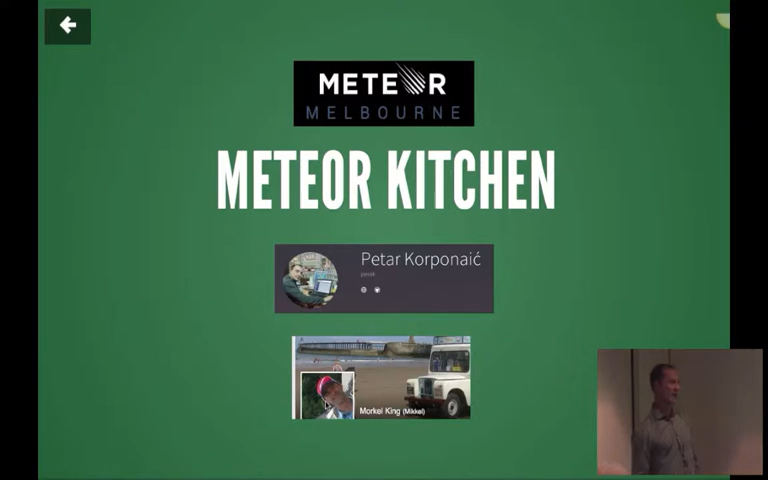 METEOR
MELBOURNE
METEOR KITCHEN
Petar Korponaić
Morkel King (Mikkel)